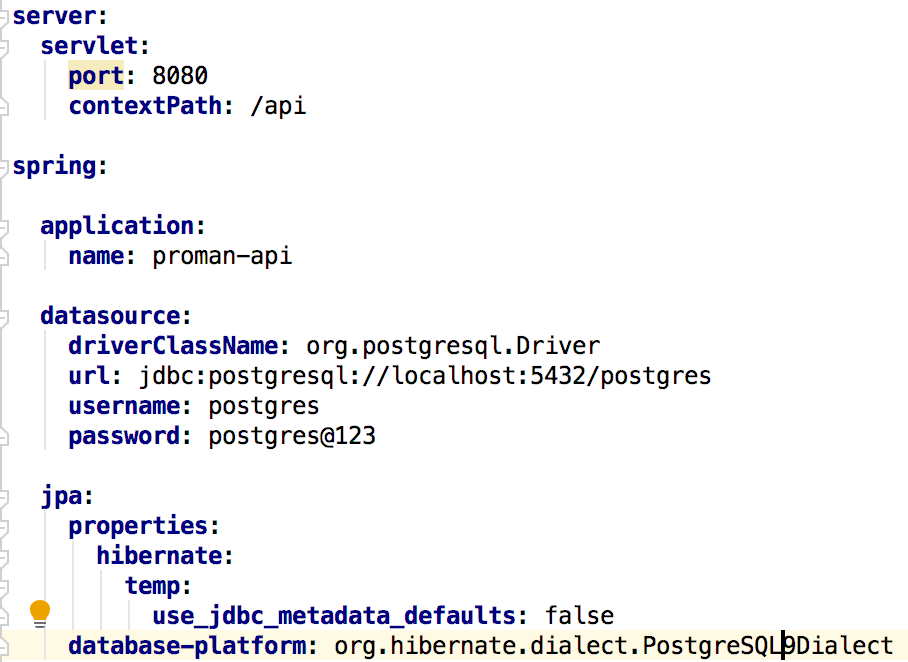 server:
  servlet:
    port: 8080
    contextPath: /api
spring:
  application:
    name: proman-api
  datasource:
    driverClassName: org.postgresql.Driver
    url: jdbc:postgresql://localhost:5432/postgres
    username: postgres
    password: postgres@123
  jpa:
    properties:
      hibernate:
        temp:
          use_jdbc_metadata_defaults: false
    database-platform: org.hibernate.dialect.PostgreSQL9Dialect